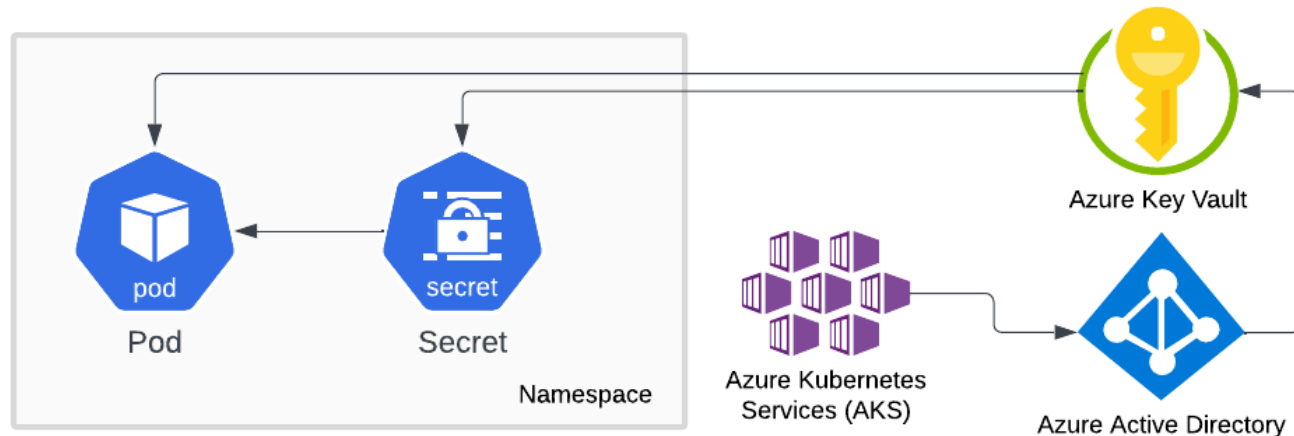 Azure Key Vault
pod
secret
Pod
Secret
Namespace
Azure Kubernetes
Services (AKS)
Azure Active Directory